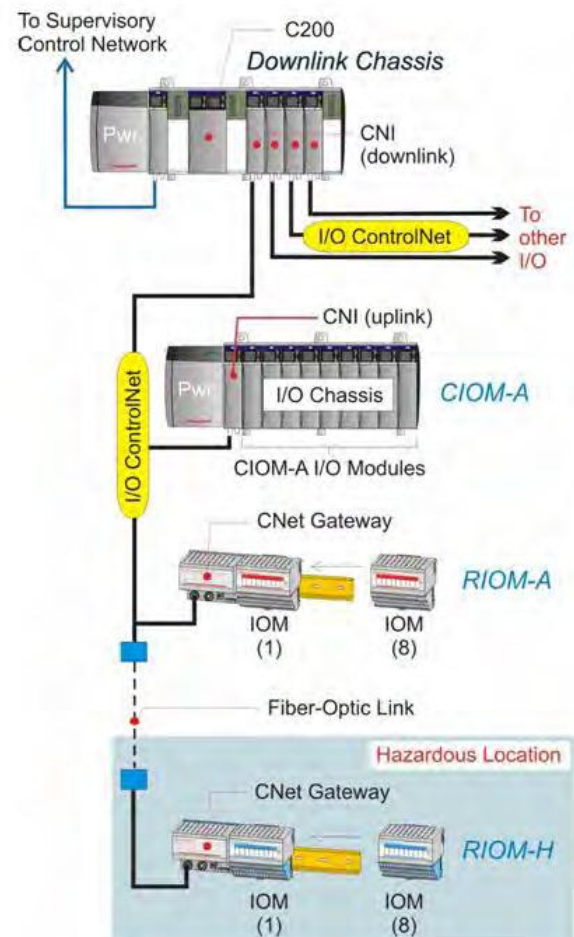 To Supervisory
Control Network
C200
Downlink Chassis
Pwr
CNI
(downlink)
To
other
I/O
I/O ControlNet
CNI (uplink)
Pwr
I/O Chassis
CIOM-A
I/O ControlNet
CIOM-A I/O Modules
CNet Gateway
RIOM-A
IOM
(1)
IOM
(8)
Fiber-Optic Link
Hazardous Location
CNet Gateway
RIOM-H
IOM
(1)
IOM
(8)